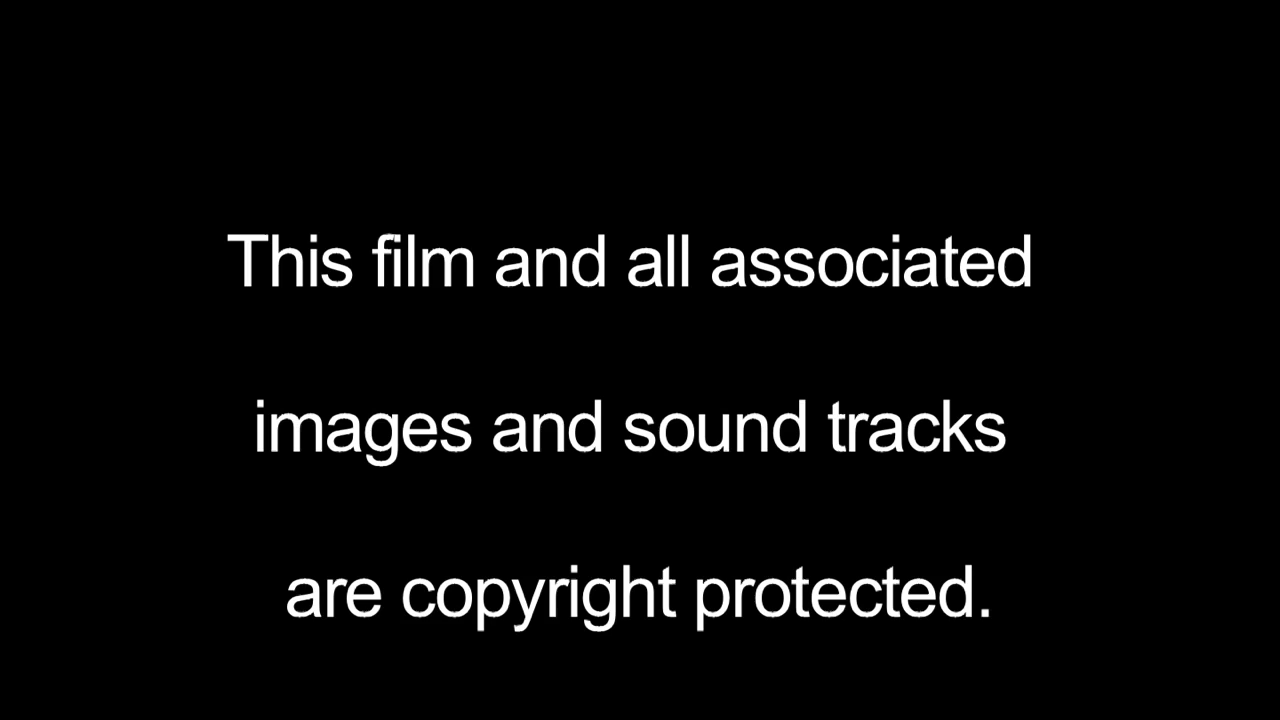 This film and all associated
images and sound tracks
are copyright protected.